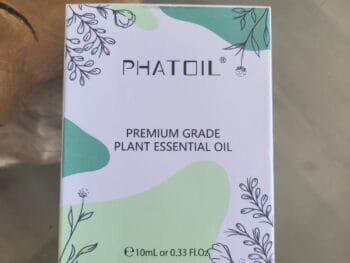 PHATOIL®
PREMIUM GRADE
PLANT ESSENTIAL OIL
℮10mL or 0.33 Fl.Oz